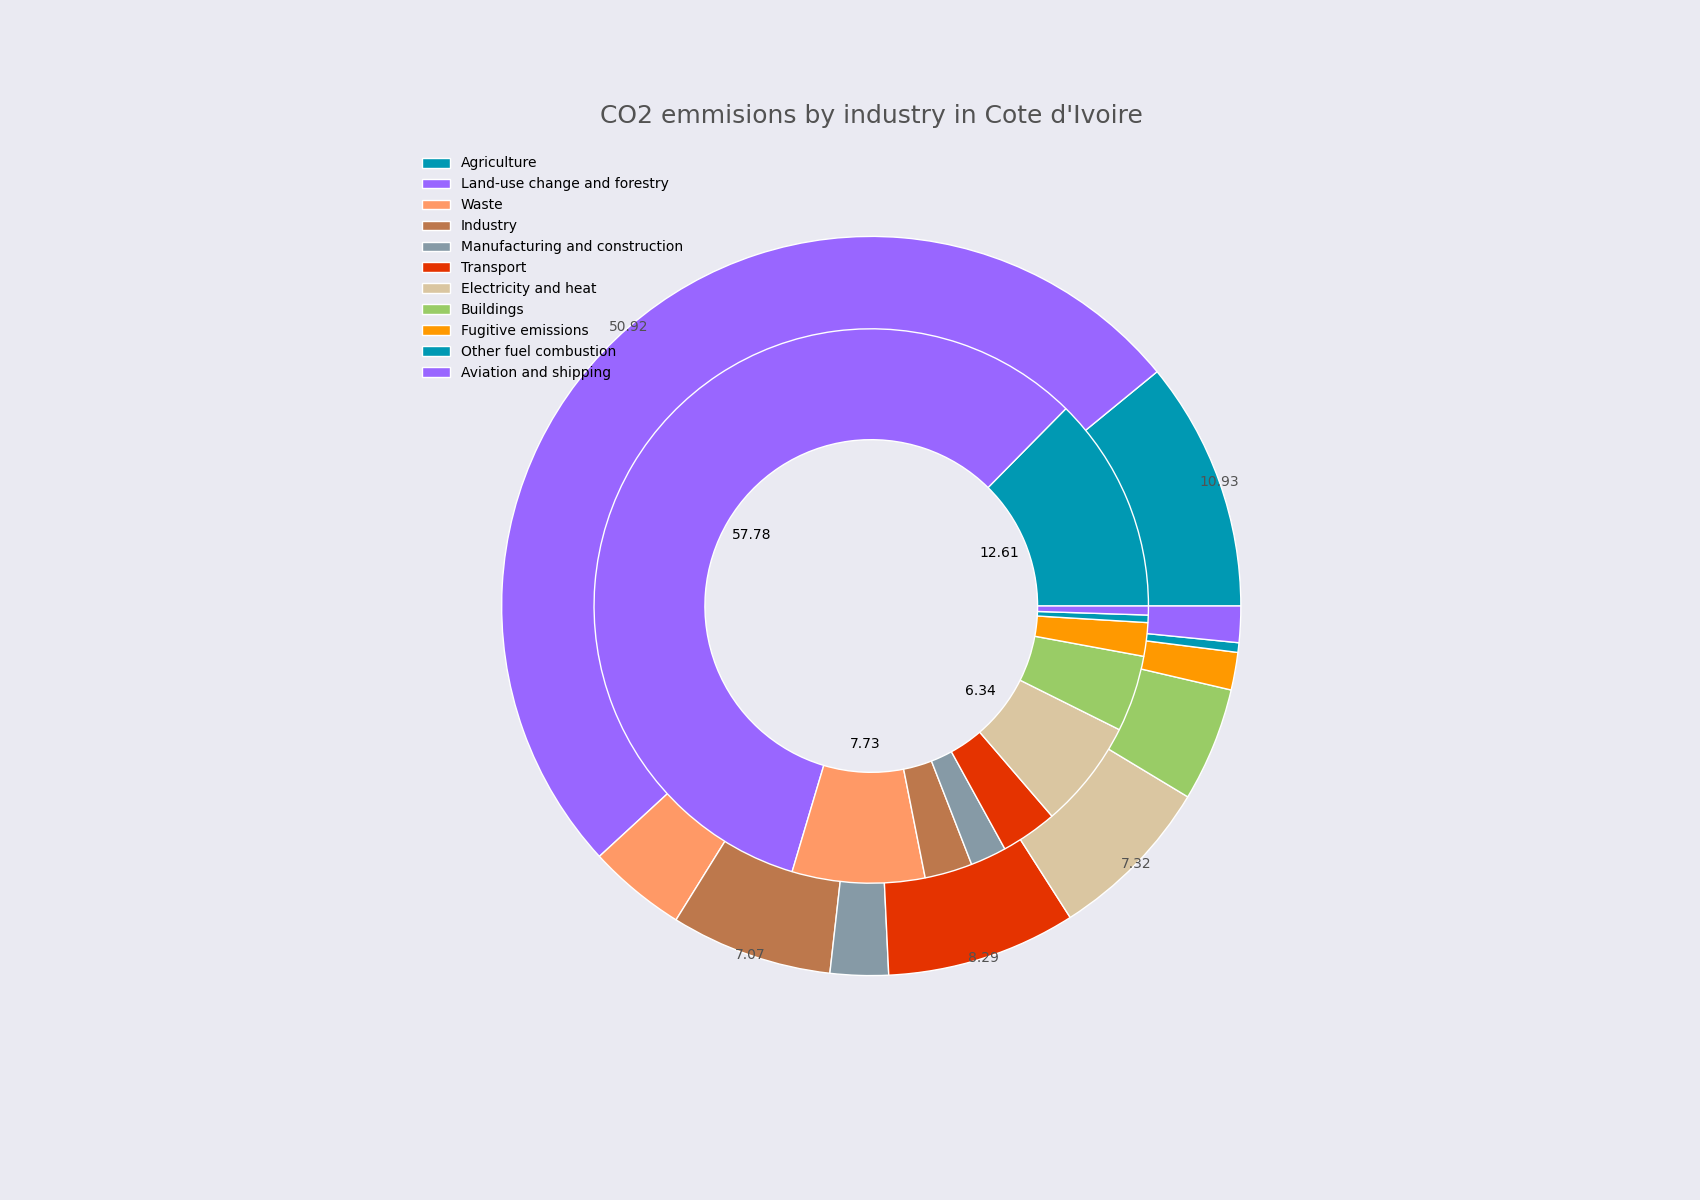 CO2 emmisions by industry in Cote d'Ivoire
Agriculture
Land-use change and forestry
Waste
Industry
Manufacturing and construction
Transport
Electricity and heat
Buildings
Fugitive emissions
Other fuel combustion
Aviation and shipping
50.92
10.93
57.78
12.61
6.34
7.73
7.32
7.07
8.29